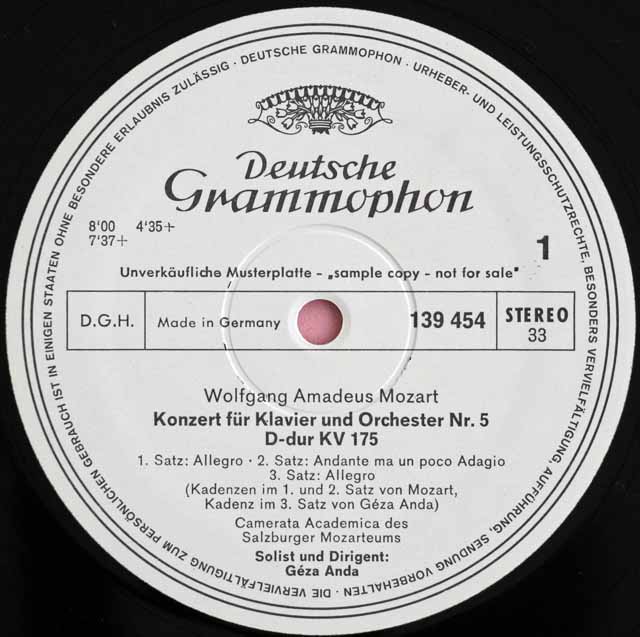 DEUTSCHE GRAMMOPHON · URHEBER- UND LEISTUNGSSCHUTZRECHTE, BESONDERS VERVIELFÄLTIGUNG, AUFFÜHRUNG, SENDUNG VORBEHALTEN · DIE VERVIELFÄLTIGUNG ZUM PERSÖNLICHEN GEBRAUCH IST IN EINIGEN STAATEN OHNE BESONDERE ERLAUBNIS ZULÄSSIG ·
Deutsche
Grammophon
8'00 4'35+
7'37+
1
Unverkäufliche Musterplatte - „sample copy - not for sale"
D.G.H. Made in Germany 139 454 STEREO
33
Wolfgang Amadeus Mozart
Konzert für Klavier und Orchester Nr. 5
D-dur KV 175
1. Satz: Allegro · 2. Satz: Andante ma un poco Adagio
3. Satz: Allegro
(Kadenzen im 1. und 2. Satz von Mozart,
Kadenz im 3. Satz von Géza Anda)
Camerata Academica des
Salzburger Mozarteums
Solist und Dirigent:
Géza Anda